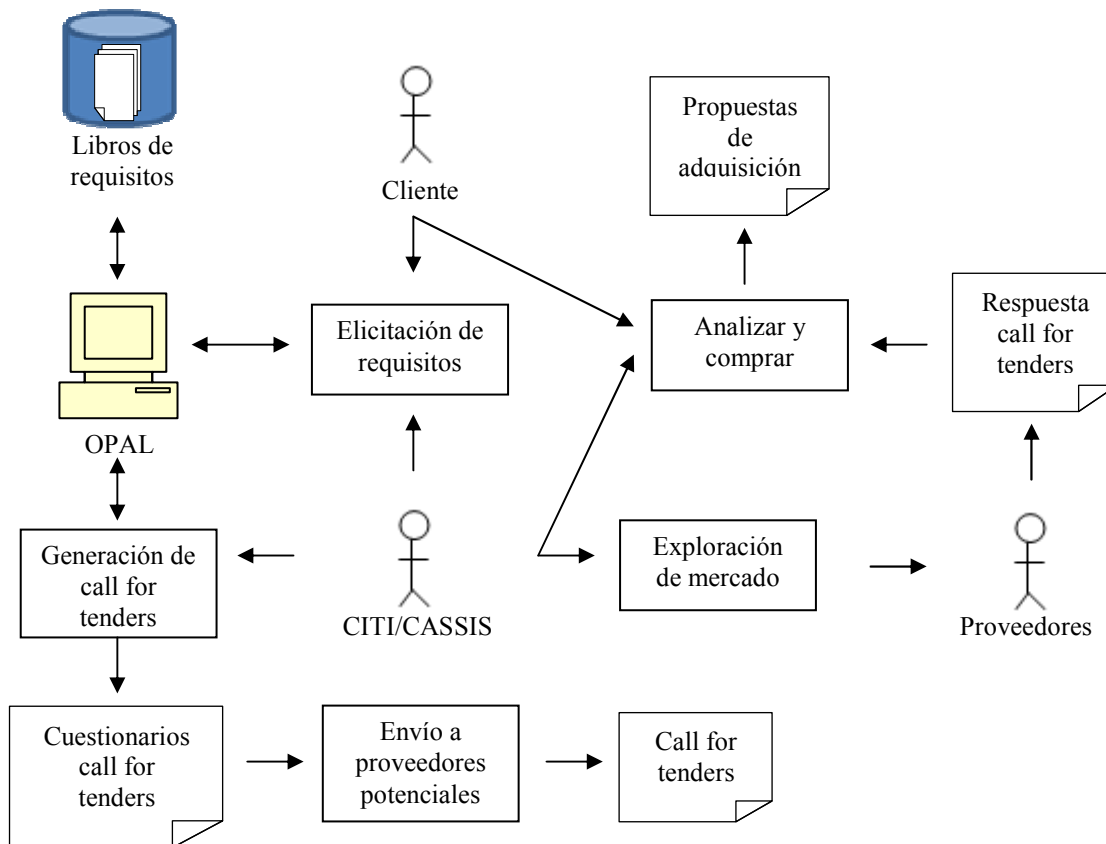 Libros de
requisitos
Cliente
Propuestas
de
adquisición
OPAL
Elicitación de
requisitos
Analizar y
comprar
Respuesta
call for
tenders
Generación de
call for
tenders
CITI/CASSIS
Exploración
de mercado
Proveedores
Cuestionarios
call for
tenders
Envío a
proveedores
potenciales
Call for
tenders